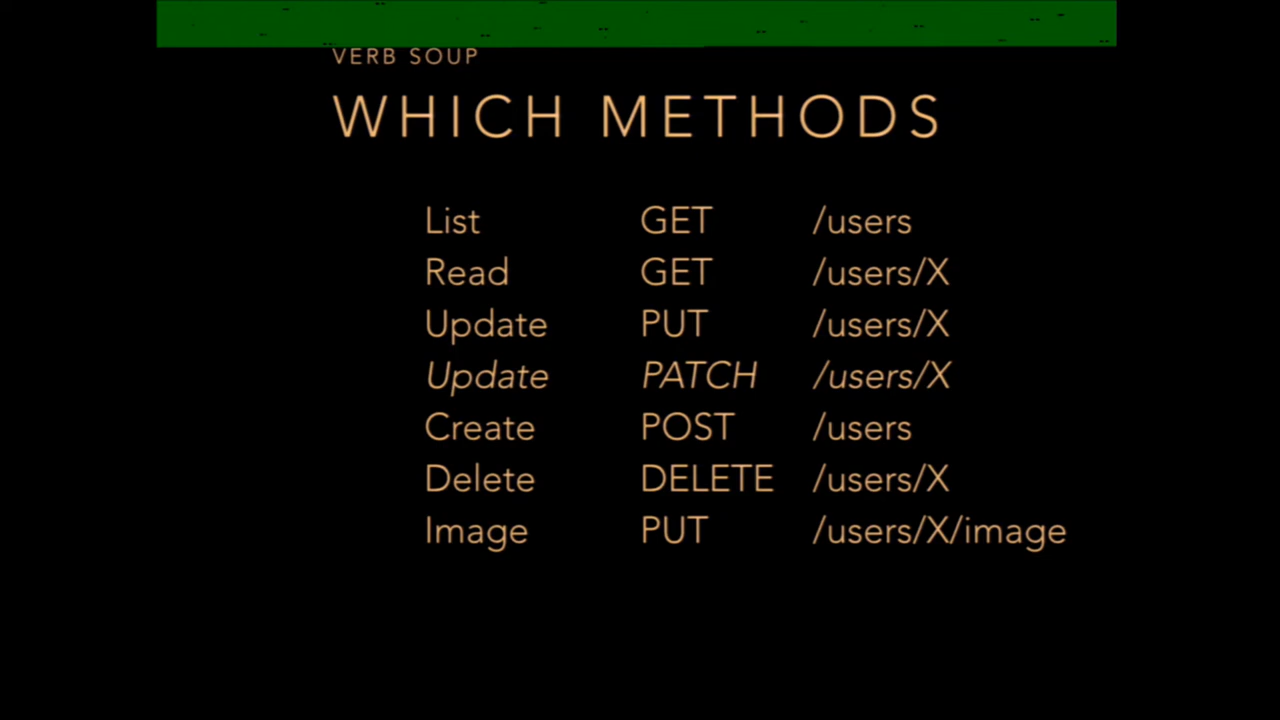 VERB SOUP
WHICH METHODS
List GET /users
Read GET /users/X
Update PUT /users/X
Update PATCH /users/X
Create POST /users
Delete DELETE /users/X
Image PUT /users/X/image